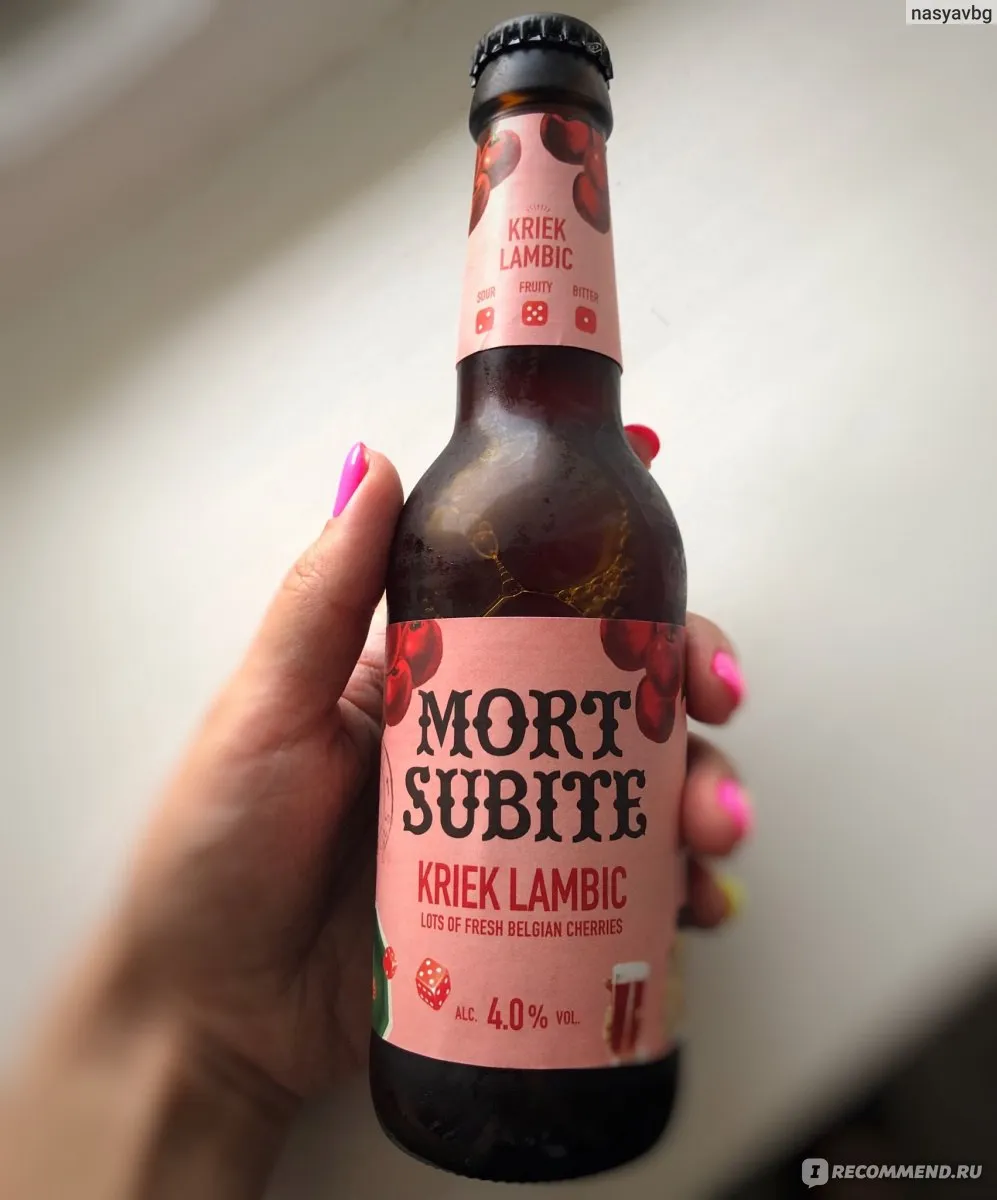 nasyavbg
KRIEK
LAMBIC
SOUR FRUITY BITTER
MORT
SUBITE
KRIEK LAMBIC
LOTS OF FRESH BELGIAN CHERRIES
ALC. 4.0% VOL.
RECOMMEND.RU